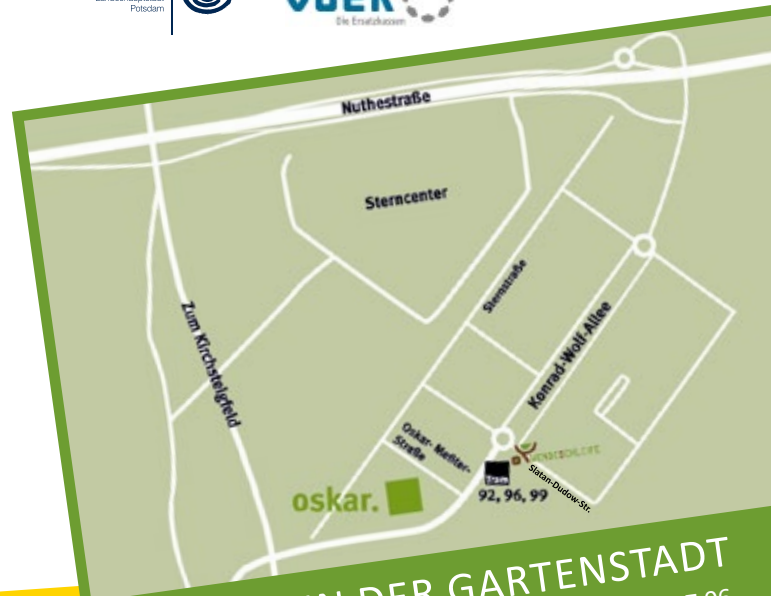 Potsdam
vdek
Die Ersatzkassen
Nuthestraße
Sterncenter
Sternstraße
Zum Kirchsteigfeld
Konrad-Wolf-Allee
Oskar- Meßter-
Straße
oskar.
Tram
92, 96, 99
Slatan-Dudow-Str.
DER GARTENSTADT